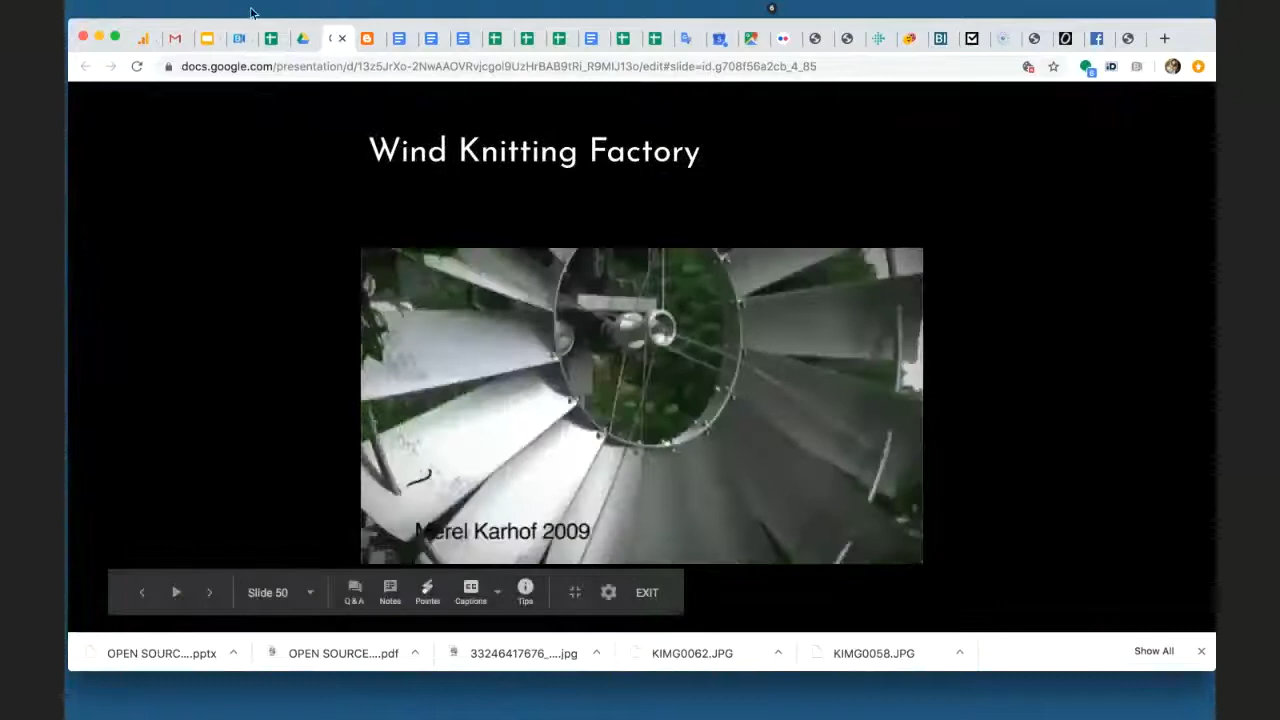 docs.google.com/presentation/d/13z5JrXo-2NwAAOVRvjcgol9UzHrBAB9tRi_R9MIJ13o/edit#slide=id.g708f56a2cb_4_85
Wind Knitting Factory
Merel Karhof 2009
Slide 50
Q&A
Notes
Pointer
Captions
Tips
EXIT
OPEN SOURC....pptx
OPEN SOURCE....pdf
33246417676_....jpg
KIMG0062.JPG
KIMG0058.JPG
Show All